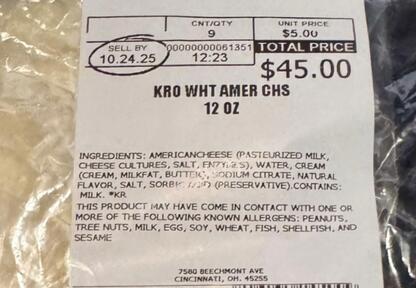 CNT/QTY UNIT PRICE
9 $5.00
SELL BY 00000000061351 TOTAL PRICE
10.24.25 12:23 $45.00
KRO WHT AMER CHS
12 OZ
INGREDIENTS: AMERICANCHEESE (PASTEURIZED MILK,
CHEESE CULTURES, SALT, ENZYMES), WATER, CREAM
(CREAM, MILKFAT, BUTTER), SODIUM CITRATE, NATURAL
FLAVOR, SALT, SORBIC ACID (PRESERVATIVE).CONTAINS:
MILK. *KR
THIS PRODUCT MAY HAVE COME IN CONTACT WITH ONE OR
MORE OF THE FOLLOWING KNOWN ALLERGENS: PEANUTS,
TREE NUTS, MILK, EGG, SOY, WHEAT, FISH, SHELLFISH, AND
SESAME
7580 BEECHMONT AVE
CINCINNATI, OH. 45255